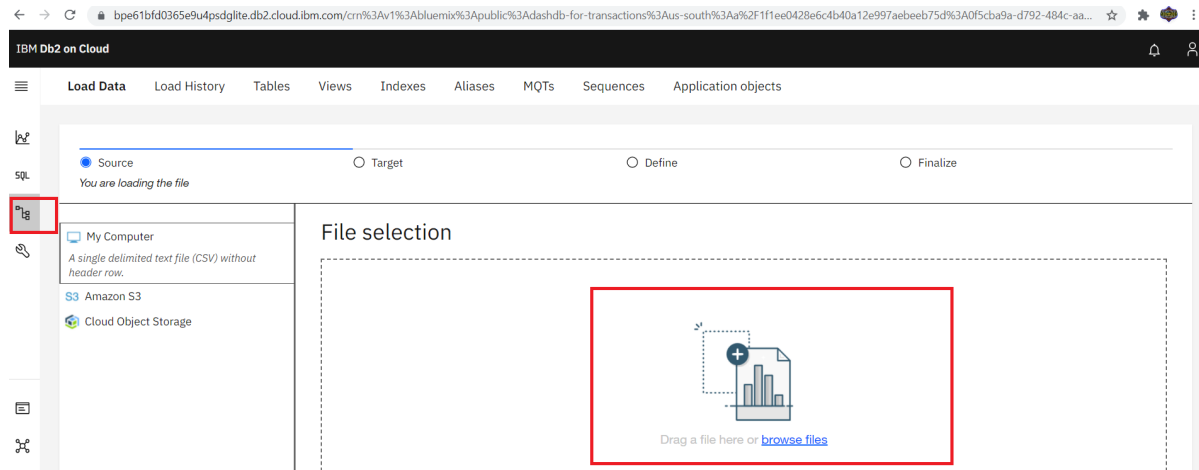 bpe61bfd0365e9u4psdglite.db2.cloud.ibm.com/crn%3Av1%3Abluemix%3Apublic%3Adashdb-for-transactions%3Aus-south%3Aa%2F1f1ee0428e6c4b40a12e997aebeeb75d%3A0f5cba9a-d792-484c-aa...
IBM Db2 on Cloud
Load Data Load History Tables Views Indexes Aliases MQTs Sequences Application objects
SQL
Source Target Define Finalize
You are loading the file
My Computer
A single delimited text file (CSV) without
header row.
S3 Amazon S3
Cloud Object Storage
File selection
Drag a file here or browse files